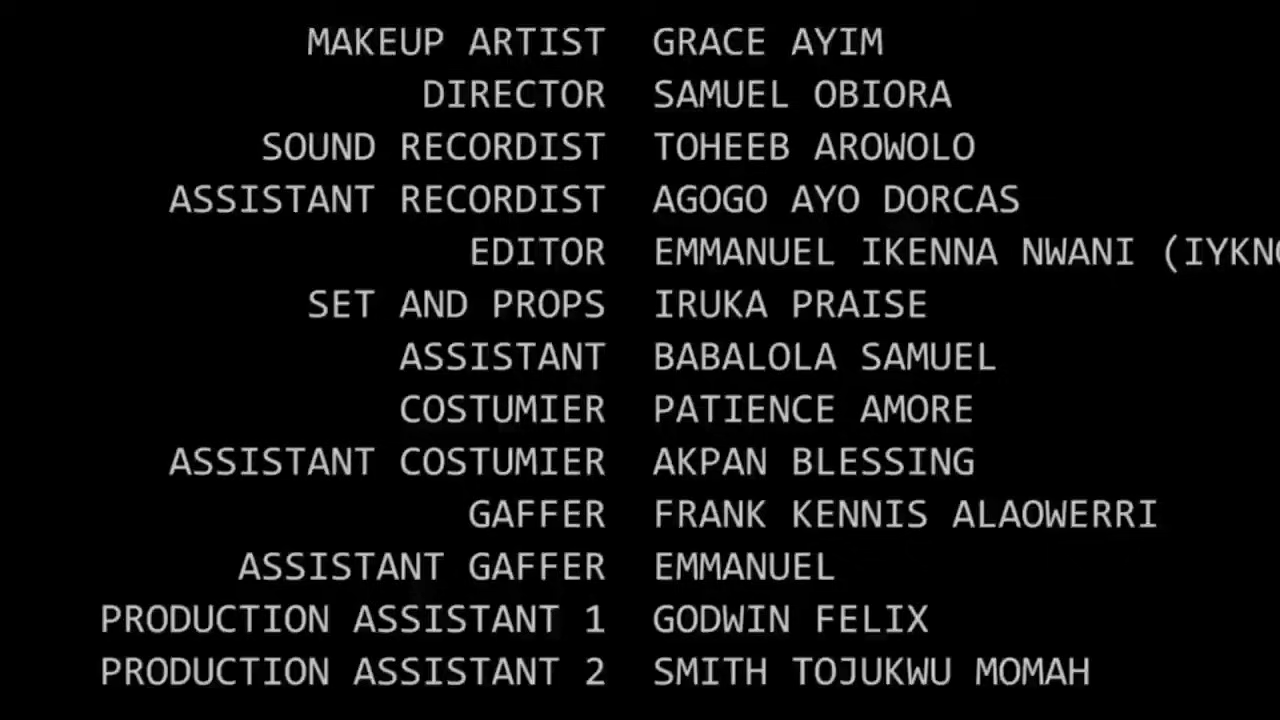 MAKEUP ARTIST GRACE AYIM
DIRECTOR SAMUEL OBIORA
SOUND RECORDIST TOHEEB AROWOLO
ASSISTANT RECORDIST AGOGO AYO DORCAS
EDITOR EMMANUEL IKENNA NWANI
SET AND PROPS IRUKA PRAISE
ASSISTANT BABALOLA SAMUEL
COSTUMIER PATIENCE AMORE
ASSISTANT COSTUMIER AKPAN BLESSING
GAFFER FRANK KENNIS ALAOWERRI
ASSISTANT GAFFER EMMANUEL
PRODUCTION ASSISTANT 1 GODWIN FELIX
PRODUCTION ASSISTANT 2 SMITH TOJUKWU MOMAH